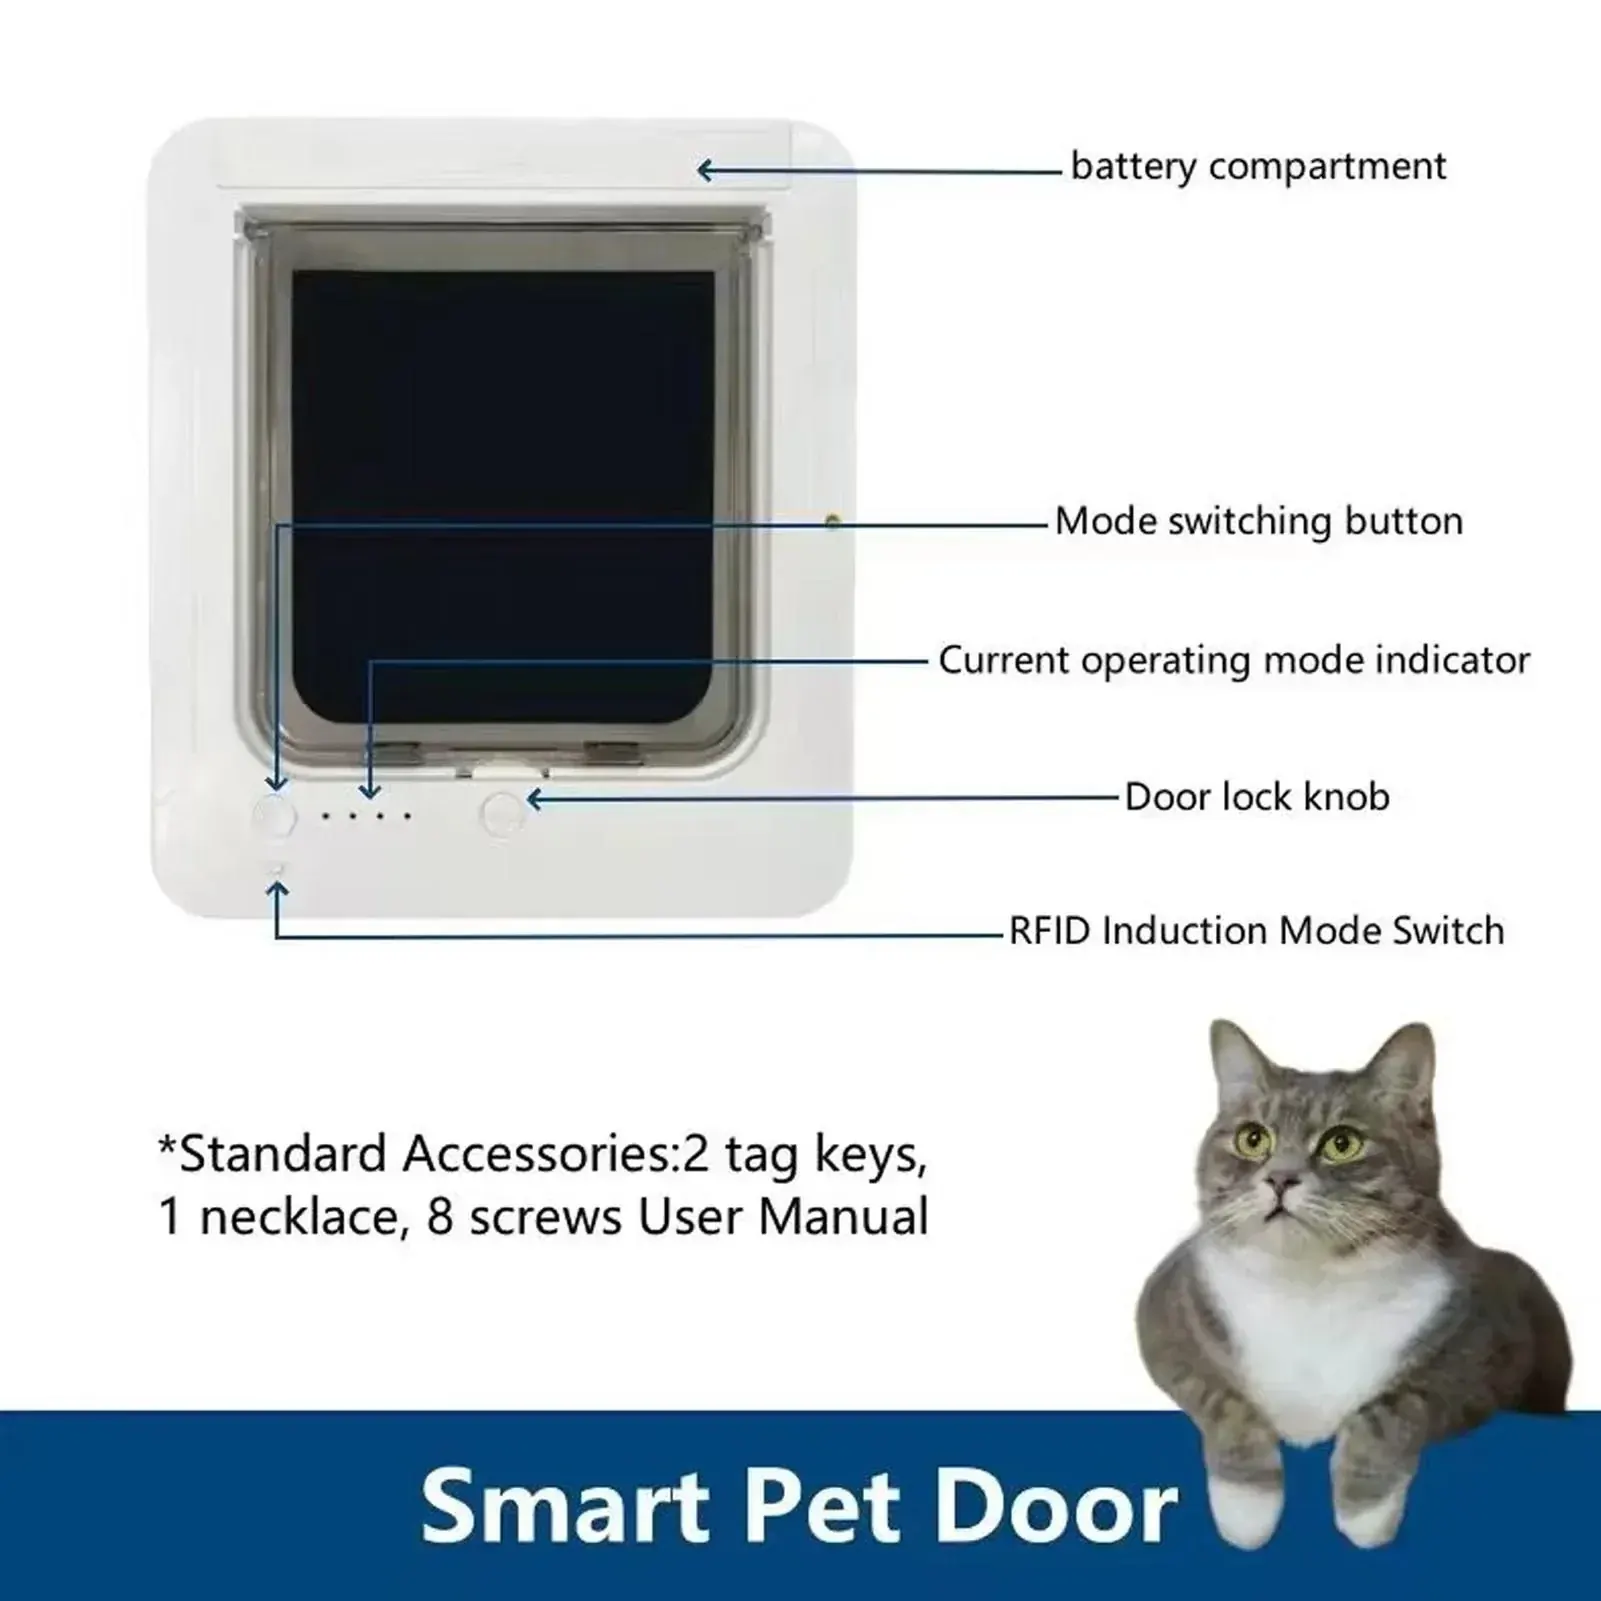 battery compartment
Mode switching button
Current operating mode indicator
Door lock knob
RFID Induction Mode Switch
*Standard Accessories:2 tag keys,
1 necklace, 8 screws User Manual
Smart Pet Door